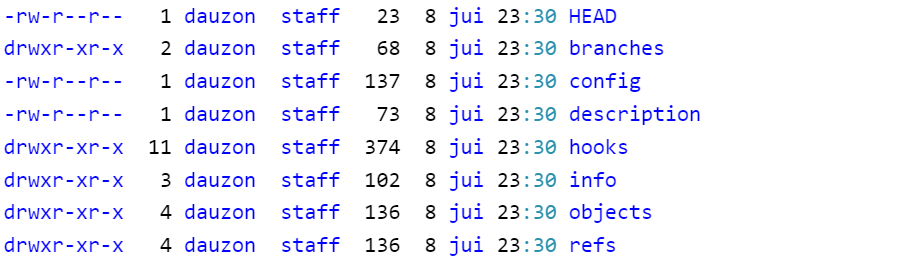 -rw-r--r--   1 dauzon  staff   23  8 jui 23:30 HEAD
drwxr-xr-x   2 dauzon  staff   68  8 jui 23:30 branches
-rw-r--r--   1 dauzon  staff  137  8 jui 23:30 config
-rw-r--r--   1 dauzon  staff   73  8 jui 23:30 description
drwxr-xr-x  11 dauzon  staff  374  8 jui 23:30 hooks
drwxr-xr-x   3 dauzon  staff  102  8 jui 23:30 info
drwxr-xr-x   4 dauzon  staff  136  8 jui 23:30 objects
drwxr-xr-x   4 dauzon  staff  136  8 jui 23:30 refs